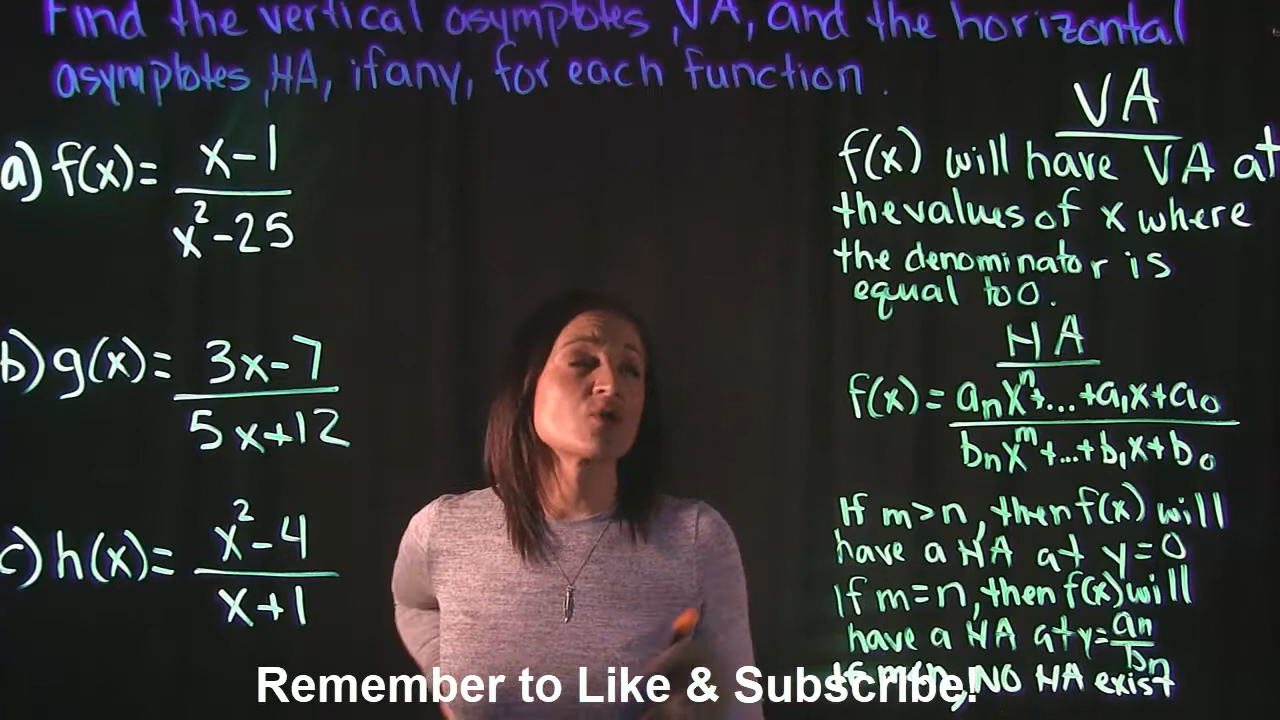 Find the vertical asymptotes, VA, and the horizontal
asymptotes, HA, if any, for each function.
a) f(x) = x-1
x²-25
b) g(x) = 3x-7
5x+12
c) h(x) = x²-4
x+1
VA
f(x) will have VA at
the values of x where
the denominator is
equal to 0.
HA
f(x) = aₙxⁿ+...+a₁x+a₀
bₙxᵐ+...+b₁x+b₀
If m>n, then f(x) will
have a HA at y=0
If m=n, then f(x) will
have a HA at y= aₙ
bₙ
If m<n, NO HA exist
Remember to Like & Subscribe!